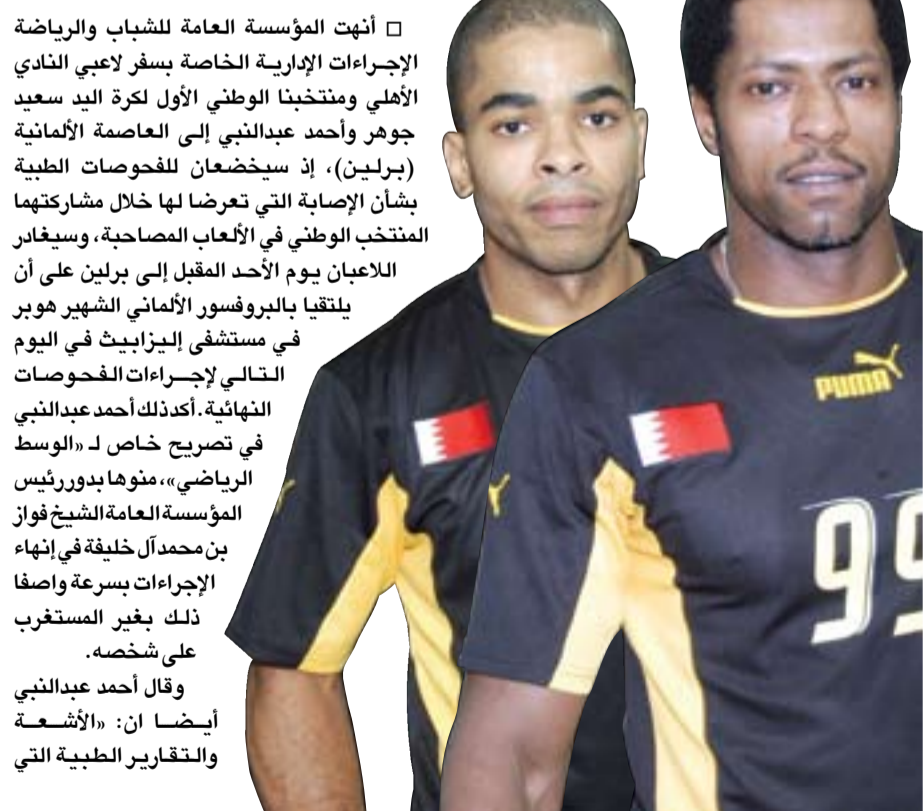 □ أنهت المؤسسة العامة للشباب والرياضة
الإجراءات الإدارية الخاصة بسفر لاعبي النادي
الأهلي ومنتخبنا الوطني الأول لكرة اليد سعيد
جوهر وأحمد عبدالنبي إلى العاصمة الألمانية
(برلين)، إذ سيخضعان للفحوصات الطبية
بشأن الإصابة التي تعرضا لها خلال مشاركتهما
المنتخب الوطني في الألعاب المصاحبة، وسيغادر
اللاعبان يوم الأحد المقبل إلى برلين على أن
يلتقيا بالبروفسور الألماني الشهير هوبر
في مستشفى إليزابيث في اليوم
التالي لإجراءات الفحوصات
النهائية. أكد ذلك أحمد عبدالنبي
في تصريح خاص لـ «الوسط
الرياضي»، منوها بدور رئيس
المؤسسة العامة الشيخ فواز
بن محمد آل خليفة في إنهاء
الإجراءات بسرعة واصفا
ذلك بغير المستغرب
على شخصه.
وقال أحمد عبدالنبي
أيضا ان: «الأشعة
والتقارير الطبية التي
PUMA
99